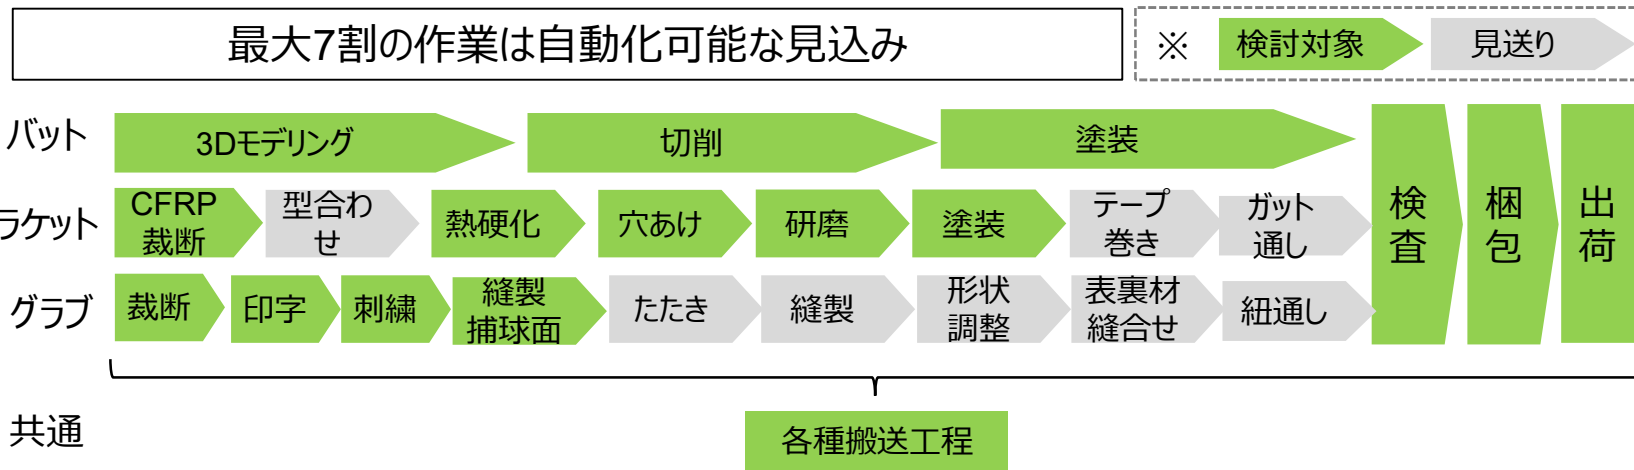 最大7割の作業は自動化可能な見込み
※ 検討対象 見送り
バット 3Dモデリング 切削 塗装
ラケット
CFRP
裁断
型合わ
せ
熱硬化 穴あけ 研磨 塗装
テープ
巻き
ガット
通し
グラブ 裁断 印字 刺繍
縫製
捕球面
たたき 縫製
形状
調整
表裏材
縫合せ
紐通し
検
査
梱
包
出
荷
共通 各種搬送工程